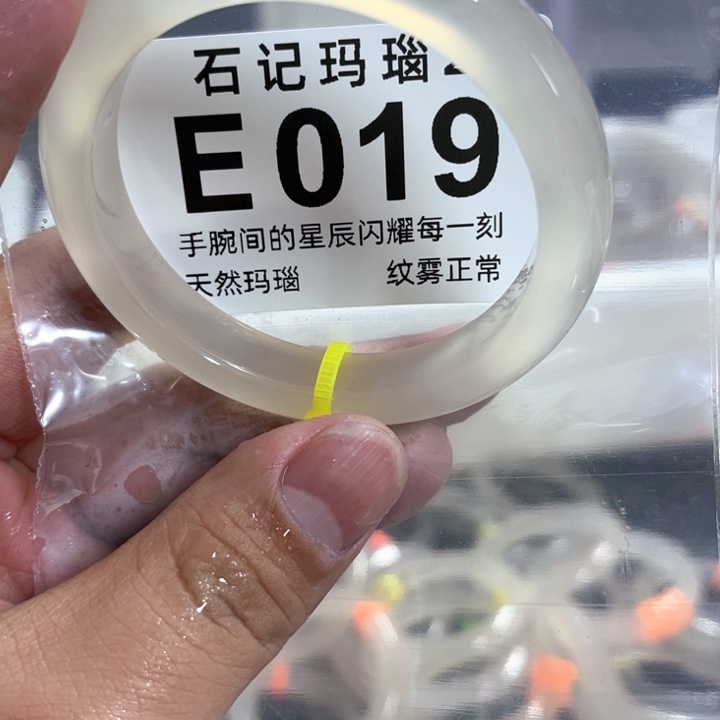 石记玛瑙
E019
手腕间的星辰闪耀每一刻
天然玛瑙 纹雾正常